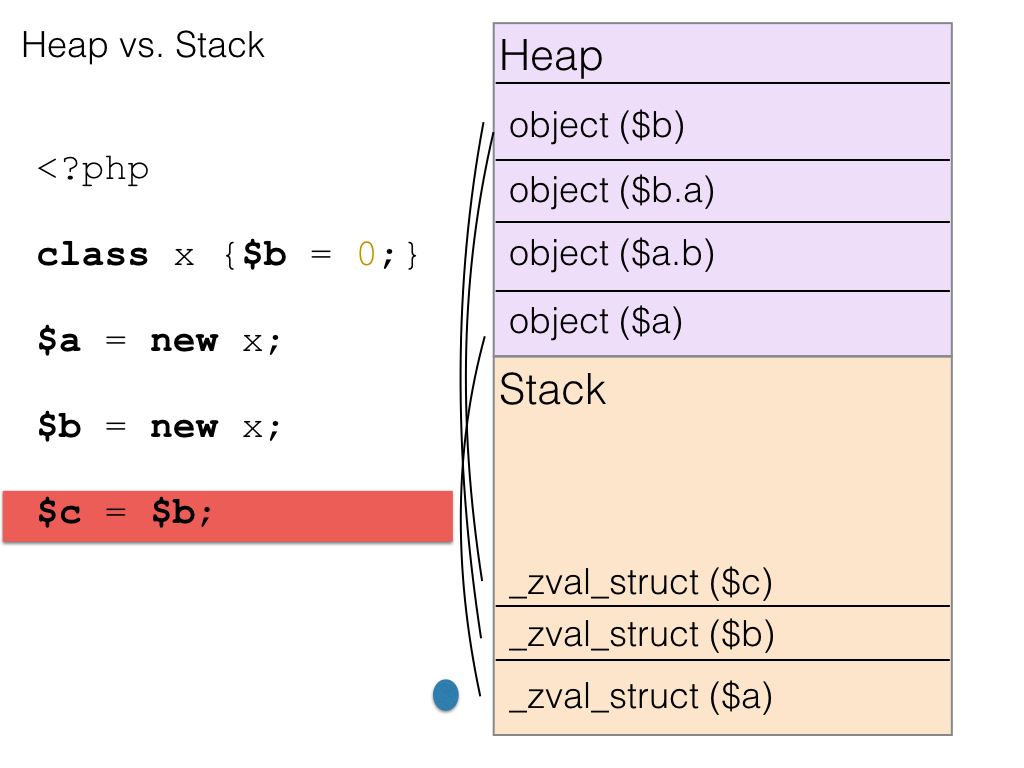 Heap vs. Stack
<?php
class x {$b = 0;}
$a = new x;
$b = new x;
$c = $b;
Heap
object ($b)
object ($b.a)
object ($a.b)
object ($a)
Stack
_zval_struct ($c)
_zval_struct ($b)
_zval_struct ($a)